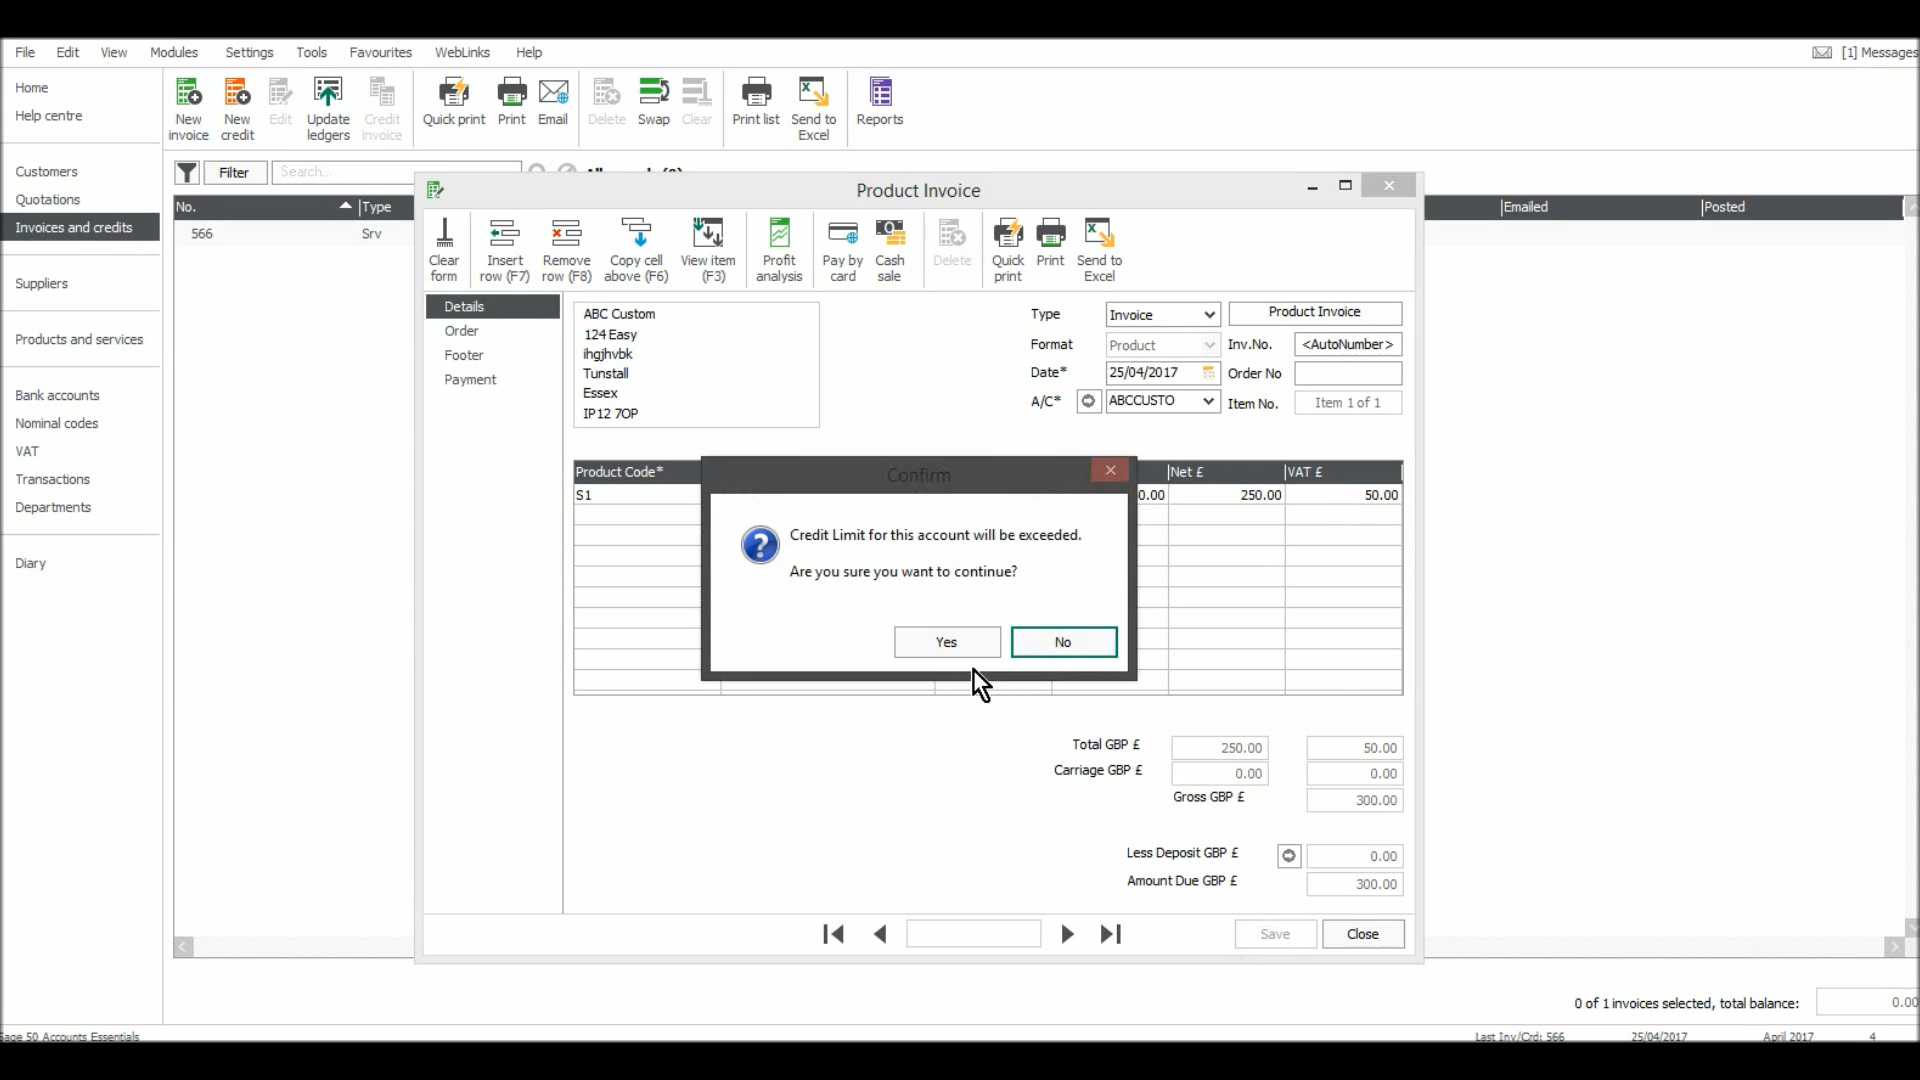 File Edit View Modules Settings Tools Favourites WebLinks Help [1] Messages
Home
Help centre
Customers
Quotations
Invoices and credits
Suppliers
Products and services
Bank accounts
Nominal codes
VAT
Transactions
Departments
Diary
New invoice
New credit
Edit
Update ledgers
Credit invoice
Quick print
Print
Email
Delete
Swap
Clear
Print list
Send to Excel
Reports
Filter Search...
No. Type Emailed Posted
566 Srv
Product Invoice
Clear form
Insert row (F7)
Remove row (F8)
Copy cell above (F6)
View item (F3)
Profit analysis
Pay by card
Cash sale
Delete
Quick print
Print
Send to Excel
Details
Order
Footer
Payment
ABC Custom
124 Easy
ihgjhvbk
Tunstall
Essex
IP12 7OP
Type Invoice Product Invoice
Format Product Inv.No. <AutoNumber>
Date* 25/04/2017 Order No
A/C* ABCCUSTO Item No. Item 1 of 1
Product Code* Net £ VAT £
S1 0.00 250.00 50.00
Confirm
Credit Limit for this account will be exceeded.
Are you sure you want to continue?
Yes No
Total GBP £ 250.00 50.00
Carriage GBP £ 0.00 0.00
Gross GBP £ 300.00
Less Deposit GBP £ 0.00
Amount Due GBP £ 300.00
Save Close
0 of 1 invoices selected, total balance: 0.00
Sage 50 Accounts Essentials Last Inv/Crd: 566 25/04/2017 April 2017 4